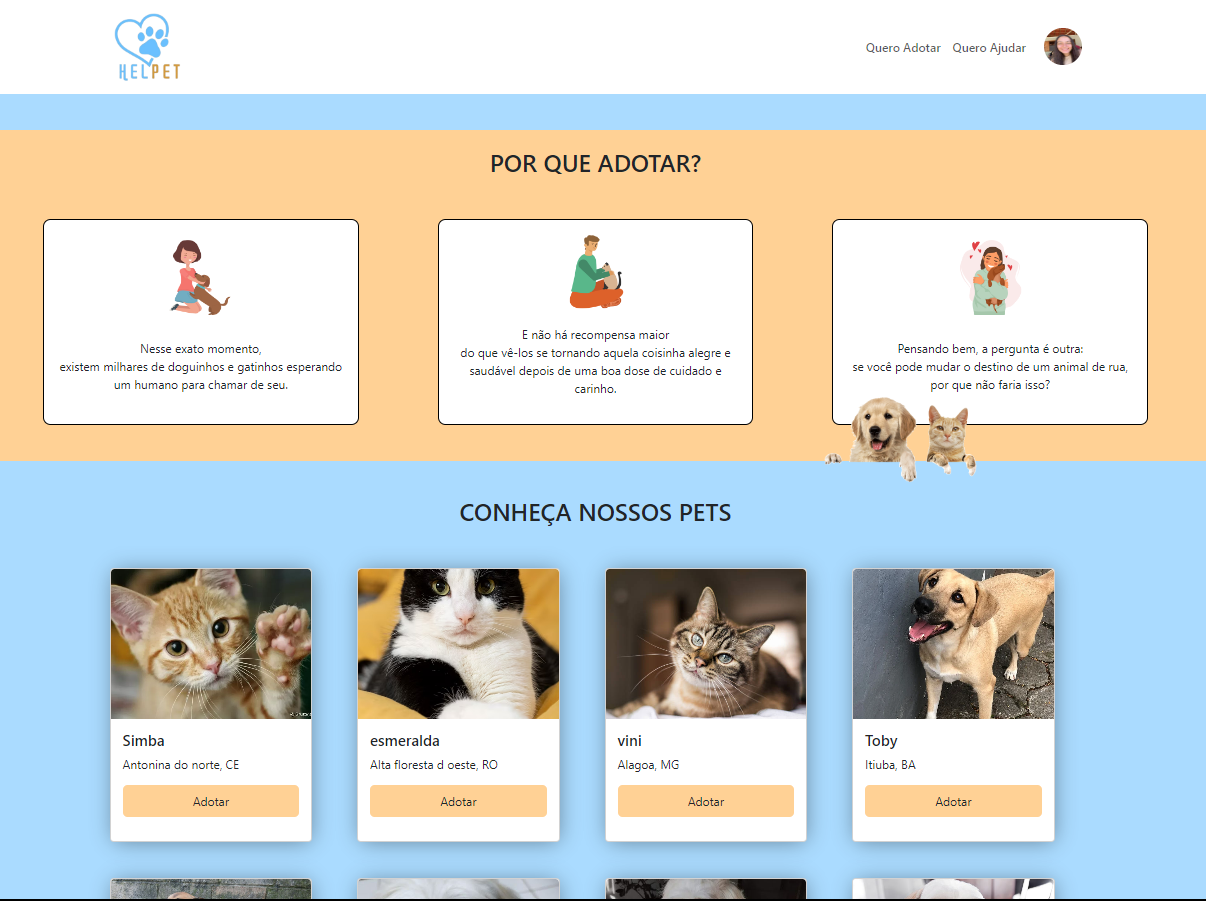 HELPET
Quero Adotar
Quero Ajudar
POR QUE ADOTAR?
Nesse exato momento,
existem milhares de doguinhos e gatinhos esperando
um humano para chamar de seu.
E não há recompensa maior
do que vê-los se tornando aquela coisinha alegre e
saudável depois de uma boa dose de cuidado e
carinho.
Pensando bem, a pergunta é outra:
se você pode mudar o destino de um animal de rua,
por que não faria isso?
CONHEÇA NOSSOS PETS
Simba
Antonina do norte, CE
Adotar
esmeralda
Alta floresta d oeste, RO
Adotar
vini
Alagoa, MG
Adotar
Toby
Itiuba, BA
Adotar